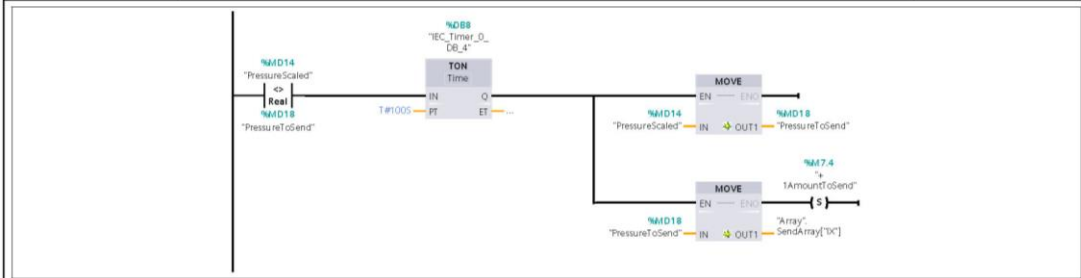 %DB8
"IEC_Timer_0_
DB_4"
%MD14
"PressureScaled"
TON
Time
<>
Real
IN
Q
T#100S
PT
ET
...
%MD18
"PressureToSend"
MOVE
EN
ENO
%MD14
"PressureScaled"
IN
OUT1
%MD18
"PressureToSend"
%M7.4
"+
1AmountToSend"
MOVE
EN
ENO
S
%MD18
"PressureToSend"
IN
OUT1
"Array".
SendArray["IX"]